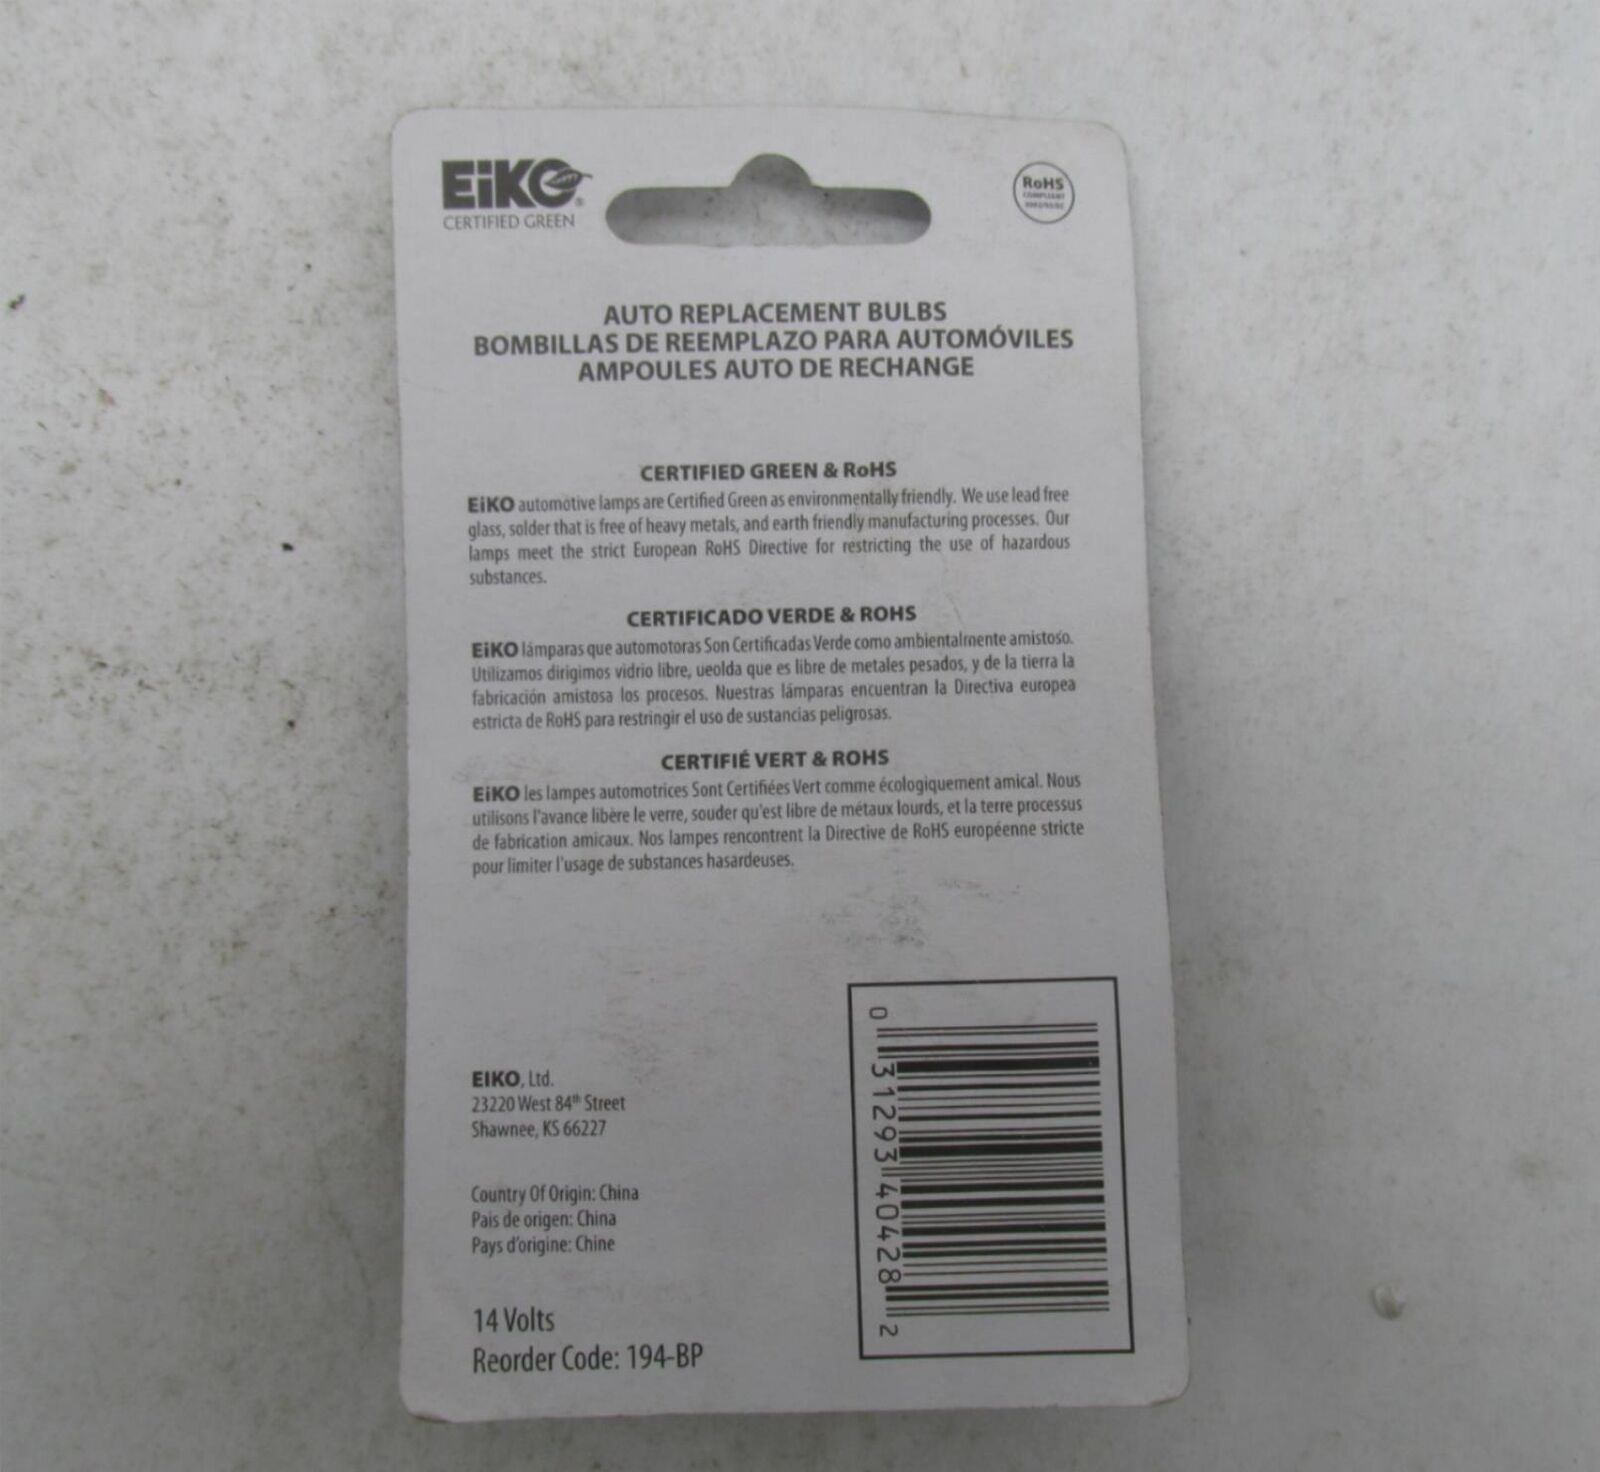 EiKO®
CERTIFIED GREEN
RoHS
COMPLIANT
AUTO REPLACEMENT BULBS
BOMBILLAS DE REEMPLAZO PARA AUTOMÓVILES
AMPOULES AUTO DE RECHANGE
CERTIFIED GREEN & RoHS
EiKO automotive lamps are Certified Green as environmentally friendly. We use lead free
glass, solder that is free of heavy metals, and earth friendly manufacturing processes. Our
lamps meet the strict European RoHS Directive for restricting the use of hazardous
substances.
CERTIFICADO VERDE & ROHS
EiKO lámparas que automotoras Son Certificadas Verde como ambientalmente amistoso.
Utilizamos dirigimos vidrio libre, ueolda que es libre de metales pesados, y de la tierra la
fabricación amistosa los procesos. Nuestras lámparas encuentran la Directiva europea
estricta de RoHS para restringir el uso de sustancias peligrosas.
CERTIFIÉ VERT & ROHS
EiKO les lampes automotrices Sont Certifiées Vert comme écologiquement amical. Nous
utilisons l'avance libère le verre, souder qu'est libre de métaux lourds, et la terre processus
de fabrication amicaux. Nos lampes rencontrent la Directive de RoHS européenne stricte
pour limiter l'usage de substances hasardeuses.
EIKO, Ltd.
23220 West 84th Street
Shawnee, KS 66227
Country Of Origin: China
Pais de origen: China
Pays d'origine: Chine
14 Volts
Reorder Code: 194-BP
0 31293 40428 2